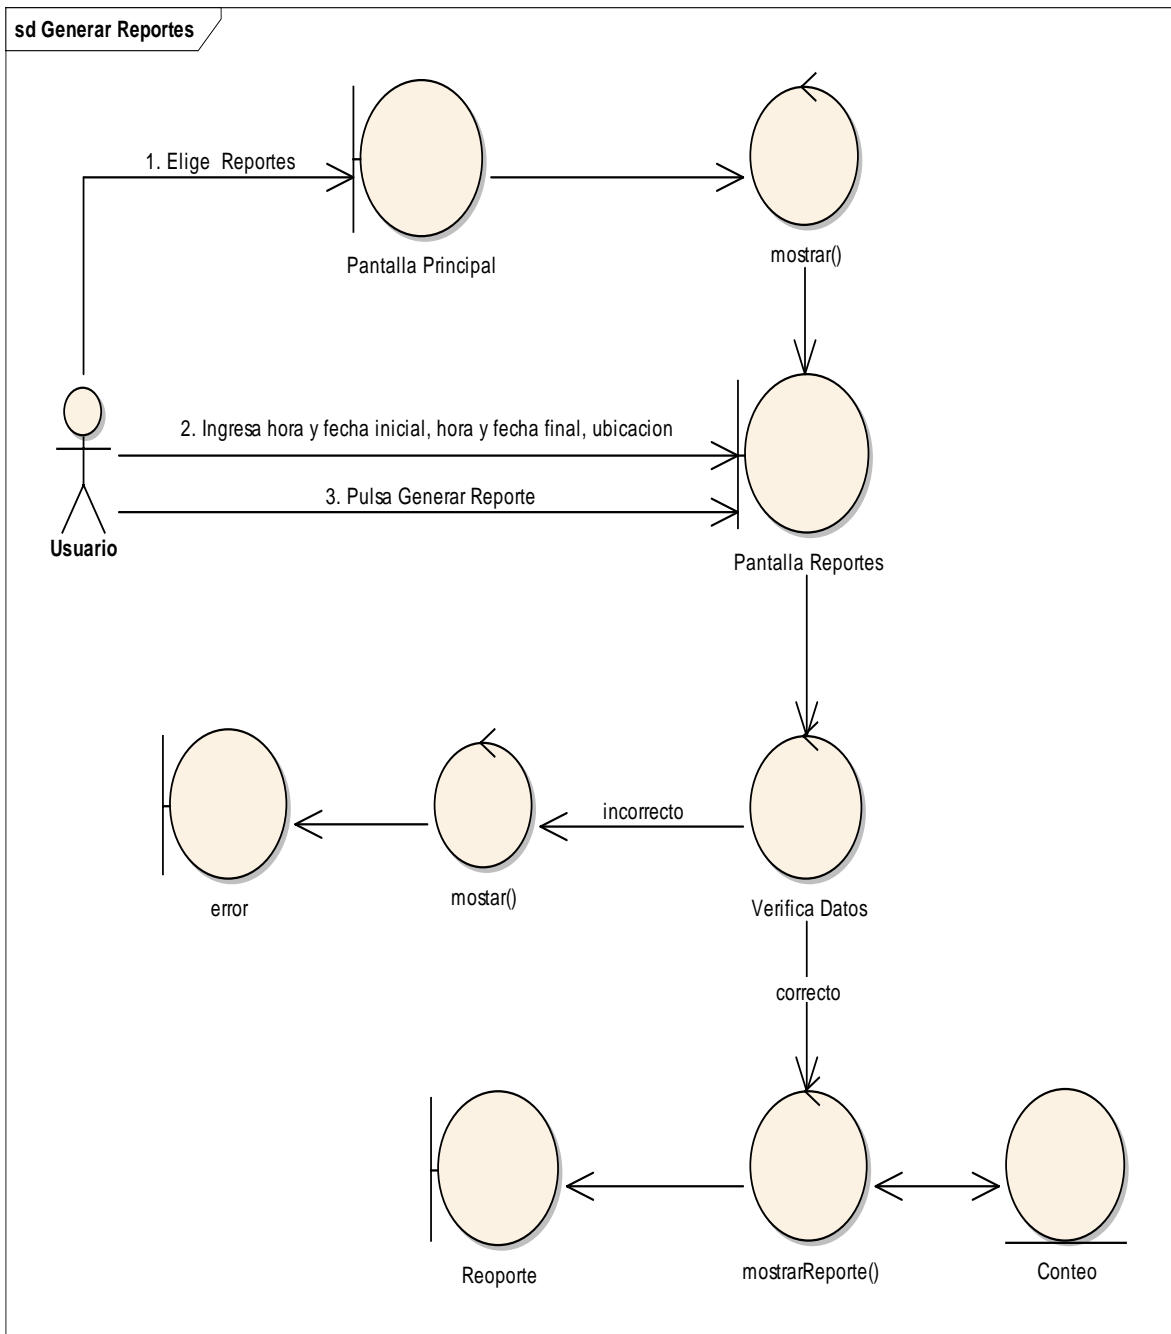 sd Generar Reportes
1. Elige Reportes
Pantalla Principal
mostrar()
2. Ingresa hora y fecha inicial, hora y fecha final, ubicacion
3. Pulsa Generar Reporte
Usuario
Pantalla Reportes
incorrecto
error
mostar()
Verifica Datos
correcto
Reoporte
mostrarReporte()
Conteo